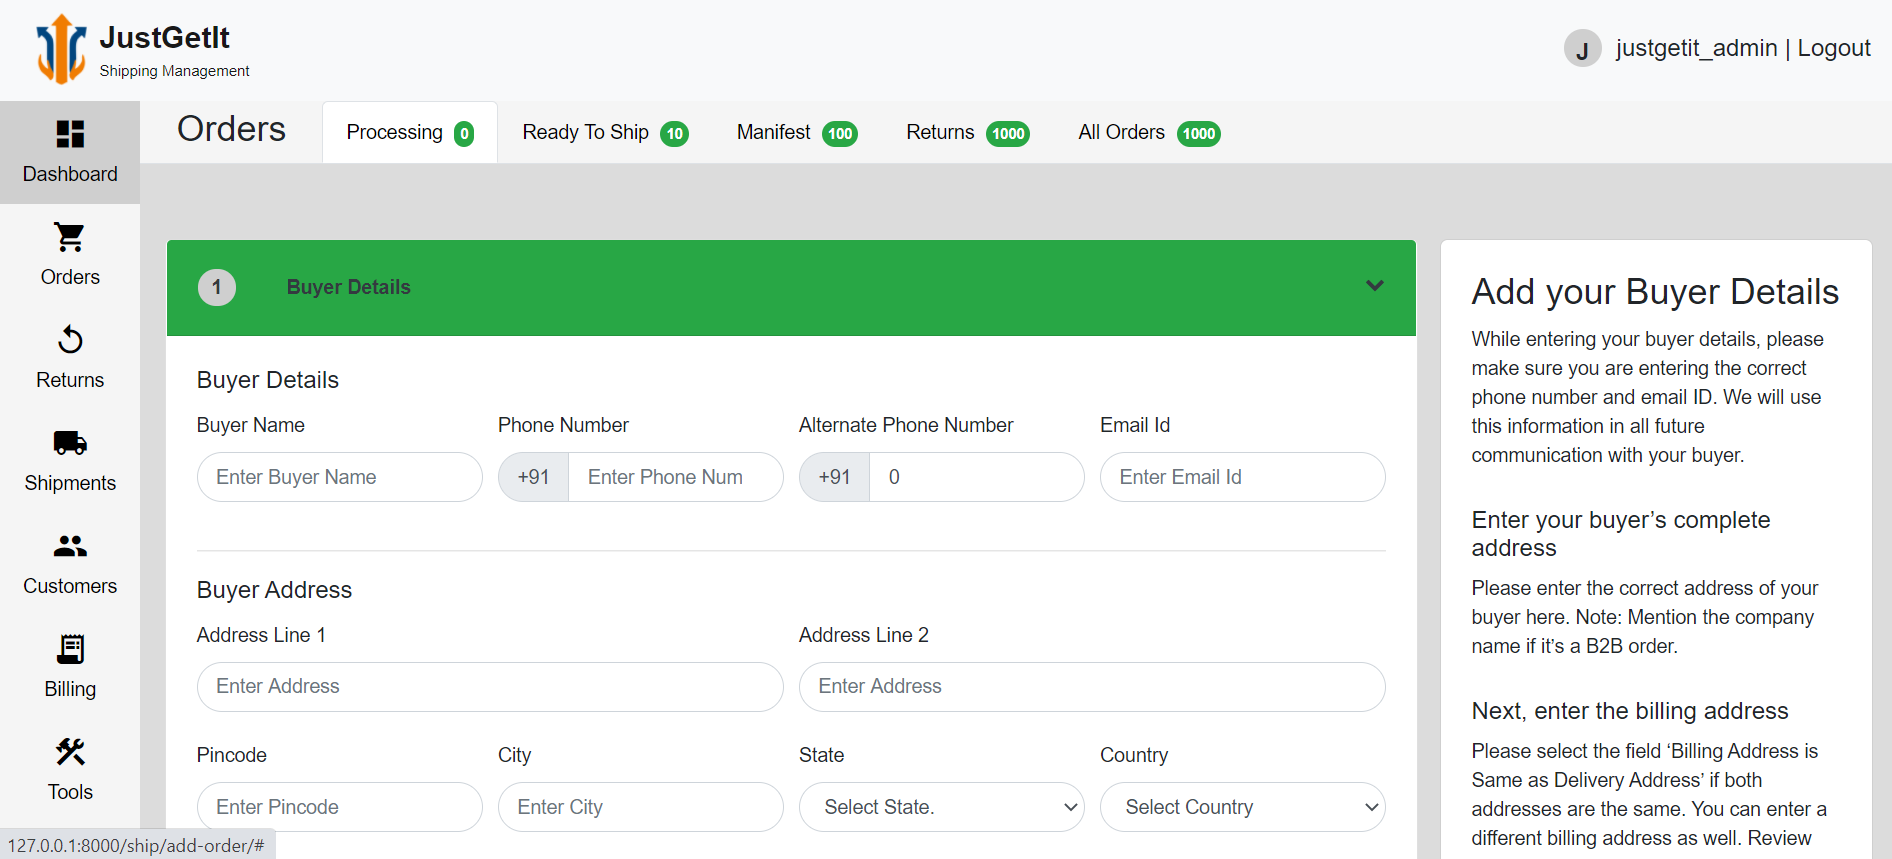 JustGetIt
Shipping Management
J justgetit_admin | Logout
Dashboard
Orders
Returns
Shipments
Customers
Billing
Tools
Orders Processing 0 Ready To Ship 10 Manifest 100 Returns 1000 All Orders 1000
1 Buyer Details
Buyer Details
Buyer Name Phone Number Alternate Phone Number Email Id
Enter Buyer Name +91 Enter Phone Num +91 0 Enter Email Id
Buyer Address
Address Line 1 Address Line 2
Enter Address Enter Address
Pincode City State Country
Enter Pincode Enter City Select State. Select Country
Add your Buyer Details
While entering your buyer details, please
make sure you are entering the correct
phone number and email ID. We will use
this information in all future
communication with your buyer.
Enter your buyer’s complete
address
Please enter the correct address of your
buyer here. Note: Mention the company
name if it’s a B2B order.
Next, enter the billing address
Please select the field ‘Billing Address is
Same as Delivery Address’ if both
addresses are the same. You can enter a
different billing address as well. Review
127.0.0.1:8000/ship/add-order/#